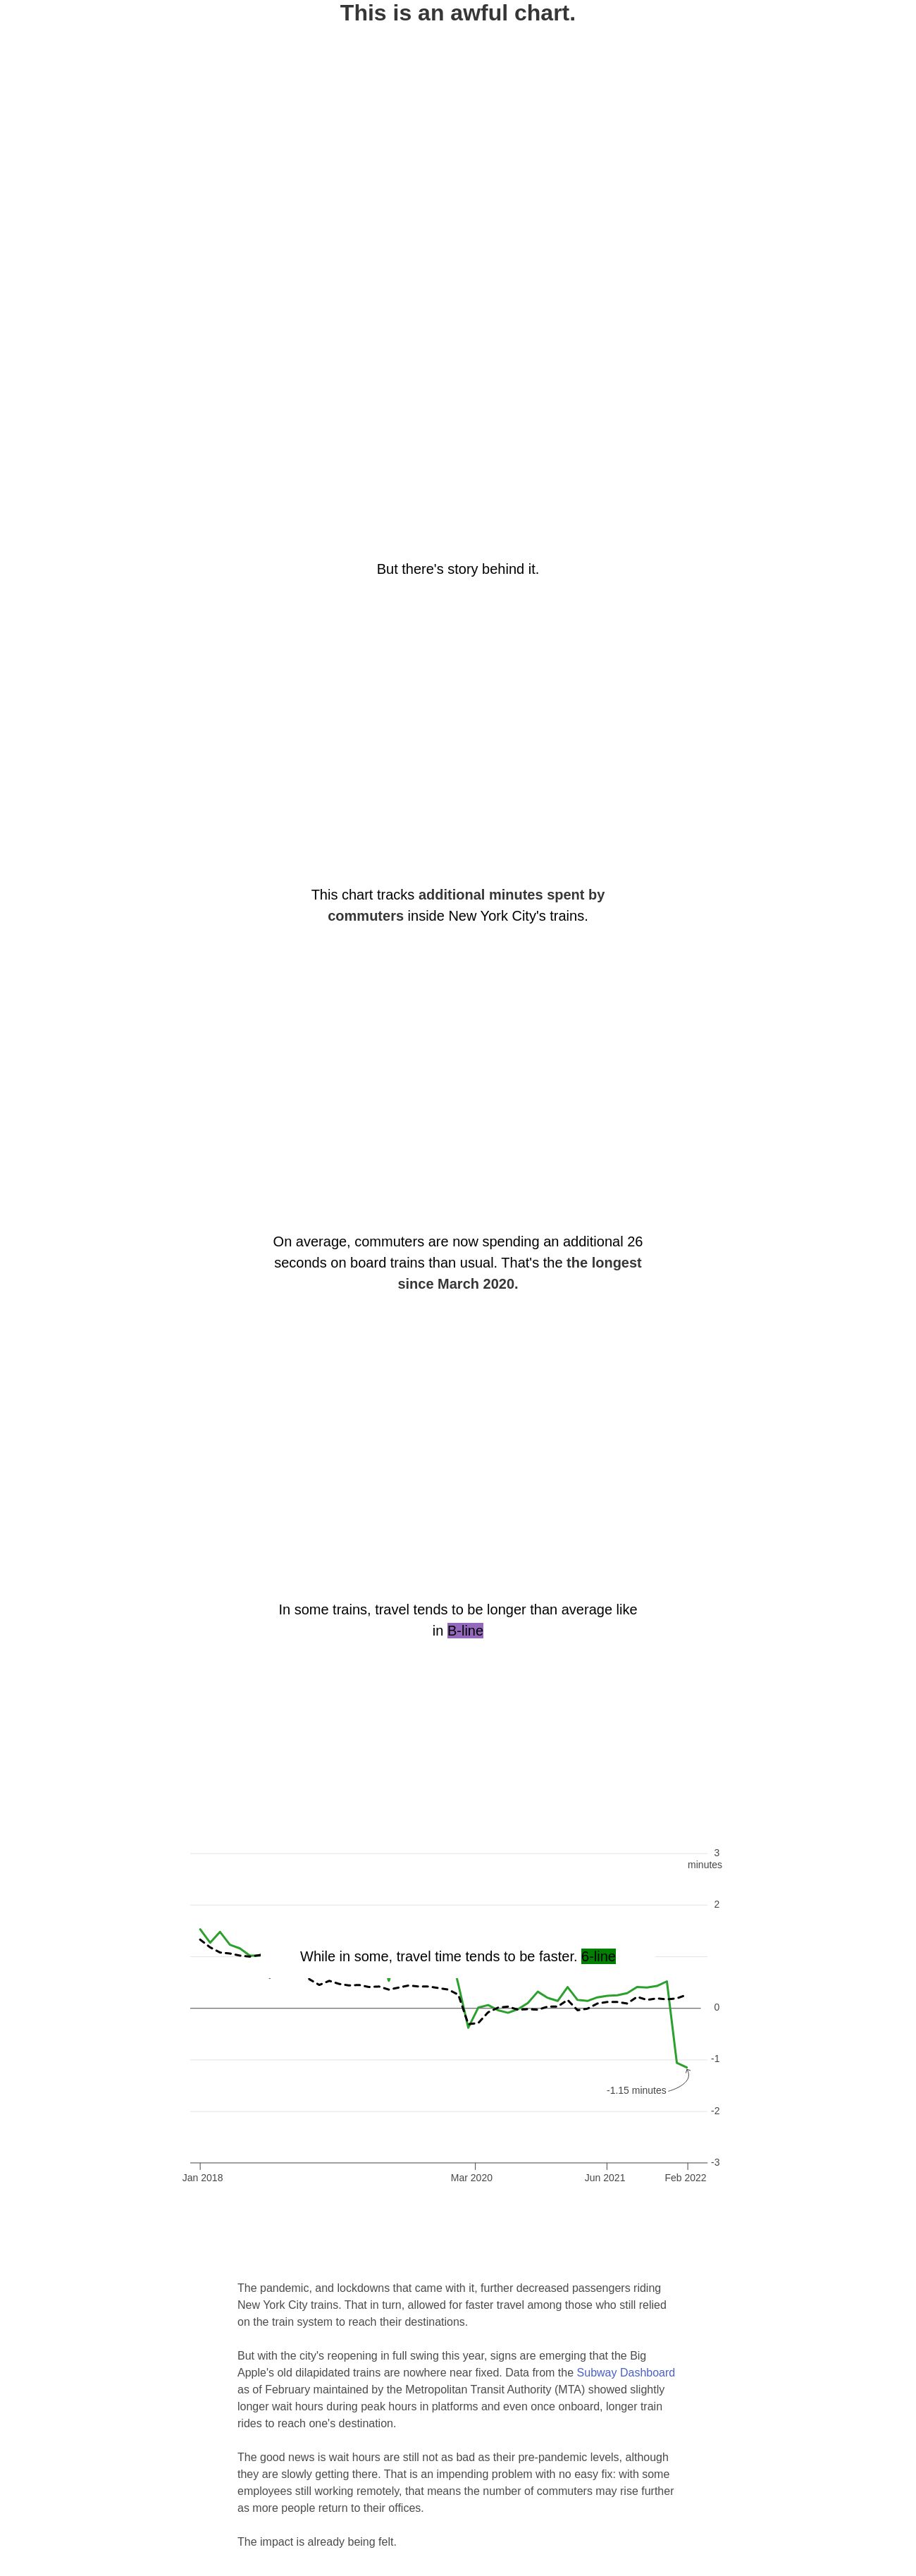 This is an awful chart.
But there's story behind it.
This chart tracks additional minutes spent by
commuters inside New York City's trains.
On average, commuters are now spending an additional 26
seconds on board trains than usual. That's the the longest
since March 2020.
In some trains, travel tends to be longer than average like
in B-line
3
minutes
2
While in some, travel time tends to be faster. 6-line
0
-1
-1.15 minutes
-2
-3
Jan 2018
Mar 2020
Jun 2021
Feb 2022
The pandemic, and lockdowns that came with it, further decreased passengers riding
New York City trains. That in turn, allowed for faster travel among those who still relied
on the train system to reach their destinations.
But with the city's reopening in full swing this year, signs are emerging that the Big
Apple's old dilapidated trains are nowhere near fixed. Data from the Subway Dashboard
as of February maintained by the Metropolitan Transit Authority (MTA) showed slightly
longer wait hours during peak hours in platforms and even once onboard, longer train
rides to reach one's destination.
The good news is wait hours are still not as bad as their pre-pandemic levels, although
they are slowly getting there. That is an impending problem with no easy fix: with some
employees still working remotely, that means the number of commuters may rise further
as more people return to their offices.
The impact is already being felt.